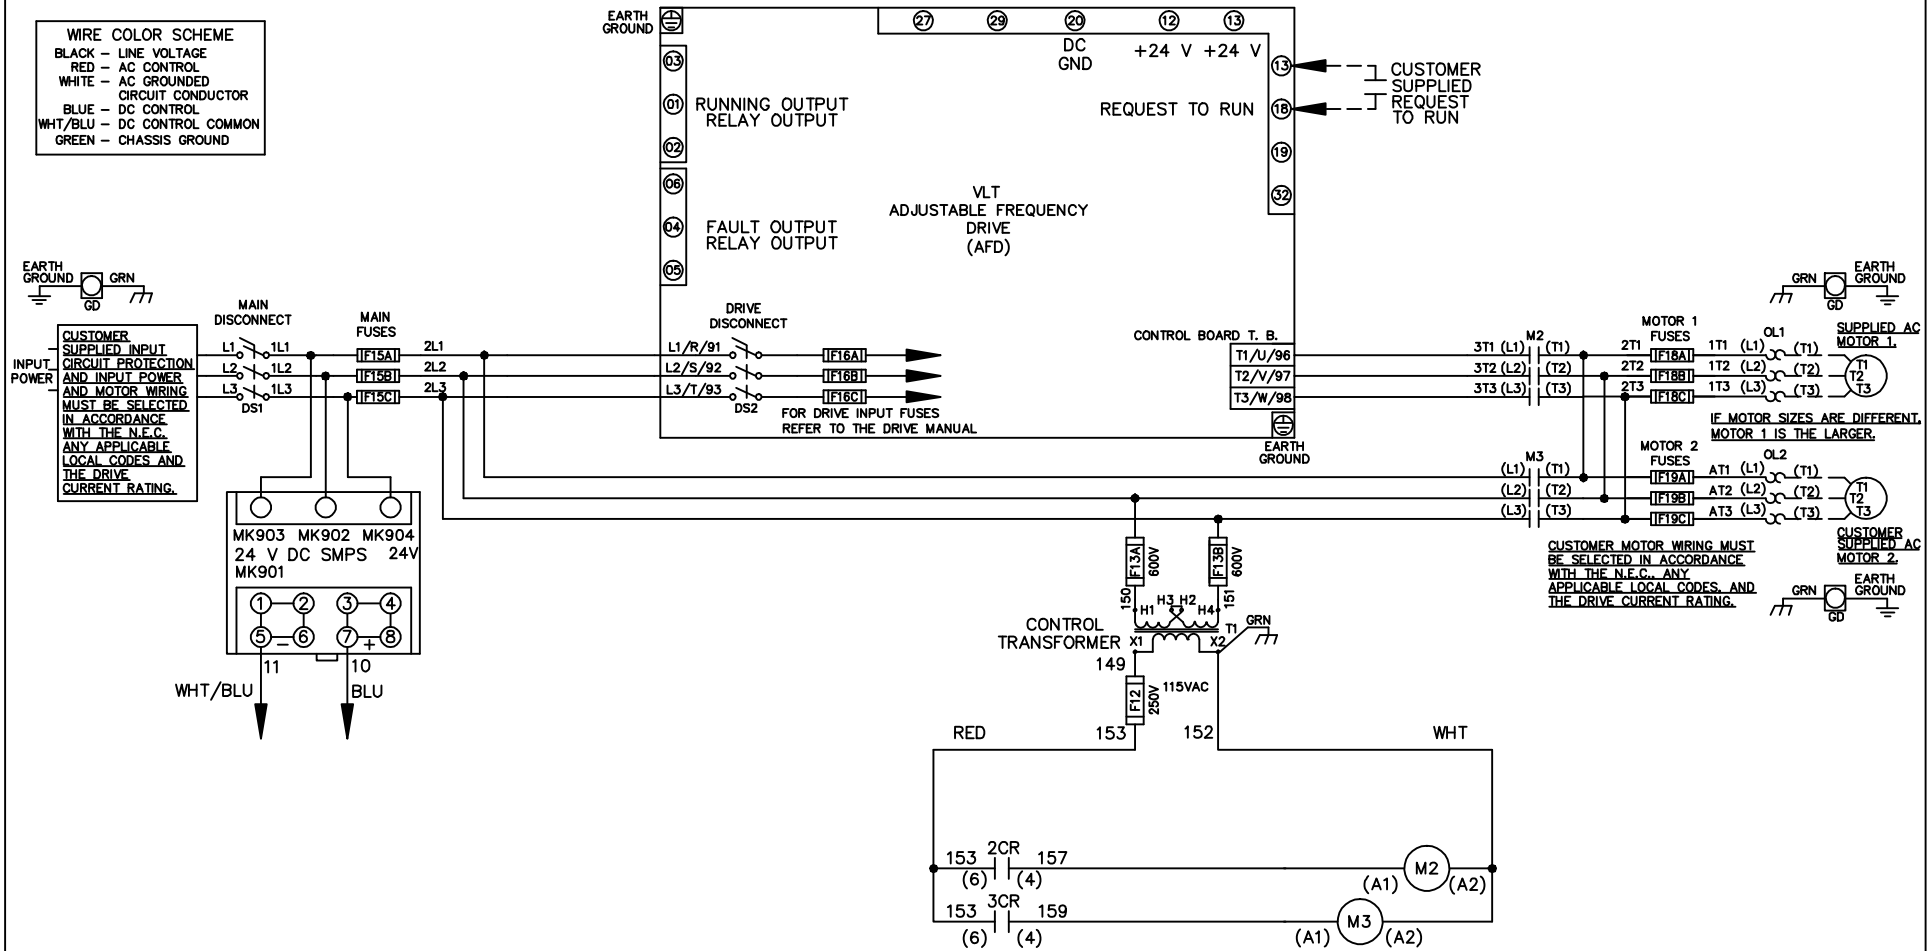 WIRE COLOR SCHEME
BLACK – LINE VOLTAGE
RED – AC CONTROL
WHITE – AC GROUNDED
CIRCUIT CONDUCTOR
BLUE – DC CONTROL
WHT/BLU – DC CONTROL COMMON
GREEN – CHASSIS GROUND
EARTH
GROUND
27 29 20 12 13
DC
GND
+24 V +24 V
03
01
02
RUNNING OUTPUT
RELAY OUTPUT
06
04
05
FAULT OUTPUT
RELAY OUTPUT
REQUEST TO RUN
13
18
19
32
CUSTOMER
SUPPLIED
REQUEST
TO RUN
VLT
ADJUSTABLE FREQUENCY
DRIVE
(AFD)
EARTH
GROUND
GRN
GD
INPUT
POWER
CUSTOMER
SUPPLIED INPUT
CIRCUIT PROTECTION
AND INPUT POWER
AND MOTOR WIRING
MUST BE SELECTED
IN ACCORDANCE
WITH THE N.E.C.
ANY APPLICABLE
LOCAL CODES AND
THE DRIVE
CURRENT RATING.
MAIN
DISCONNECT
L1 1L1
L2 1L2
L3 1L3
DS1
MAIN
FUSES
F15A 2L1
F15B 2L2
F15C 2L3
DRIVE
DISCONNECT
L1/R/91
L2/S/92
L3/T/93
DS2
F16A
F16B
F16C
FOR DRIVE INPUT FUSES
REFER TO THE DRIVE MANUAL
CONTROL BOARD T. B.
T1/U/96
T2/V/97
T3/W/98
EARTH
GROUND
M2
3T1 (L1) (T1)
3T2 (L2) (T2)
3T3 (L3) (T3)
MOTOR 1
FUSES
2T1 F18A 1T1 (L1)
2T2 F18B 1T2 (L2)
2T3 F18C 1T3 (L3)
OL1
(T1)
(T2)
(T3)
T1
T2
T3
GRN
GD
EARTH
GROUND
SUPPLIED AC
MOTOR 1.
IF MOTOR SIZES ARE DIFFERENT,
MOTOR 1 IS THE LARGER.
M3
(L1) (T1)
(L2) (T2)
(L3) (T3)
MOTOR 2
FUSES
F19A AT1 (L1)
F19B AT2 (L2)
F19C AT3 (L3)
OL2
(T1)
(T2)
(T3)
T1
T2
T3
CUSTOMER
SUPPLIED AC
MOTOR 2.
GRN
GD
EARTH
GROUND
CUSTOMER MOTOR WIRING MUST
BE SELECTED IN ACCORDANCE
WITH THE N.E.C., ANY
APPLICABLE LOCAL CODES, AND
THE DRIVE CURRENT RATING.
MK903 MK902 MK904
24 V DC SMPS 24V
MK901
1 2 3 4
5 – 6 7 + 8
11 10
WHT/BLU BLU
F13A 600V
F13B 600V
150 151
H1 H3 H2 H4
CONTROL
TRANSFORMER
X1 X2 T1 GRN
149
F12 250V
115VAC
153 152
RED WHT
153 2CR 157
(6) (4)
M2
(A1) (A2)
153 3CR 159
(6) (4)
M3
(A1) (A2)